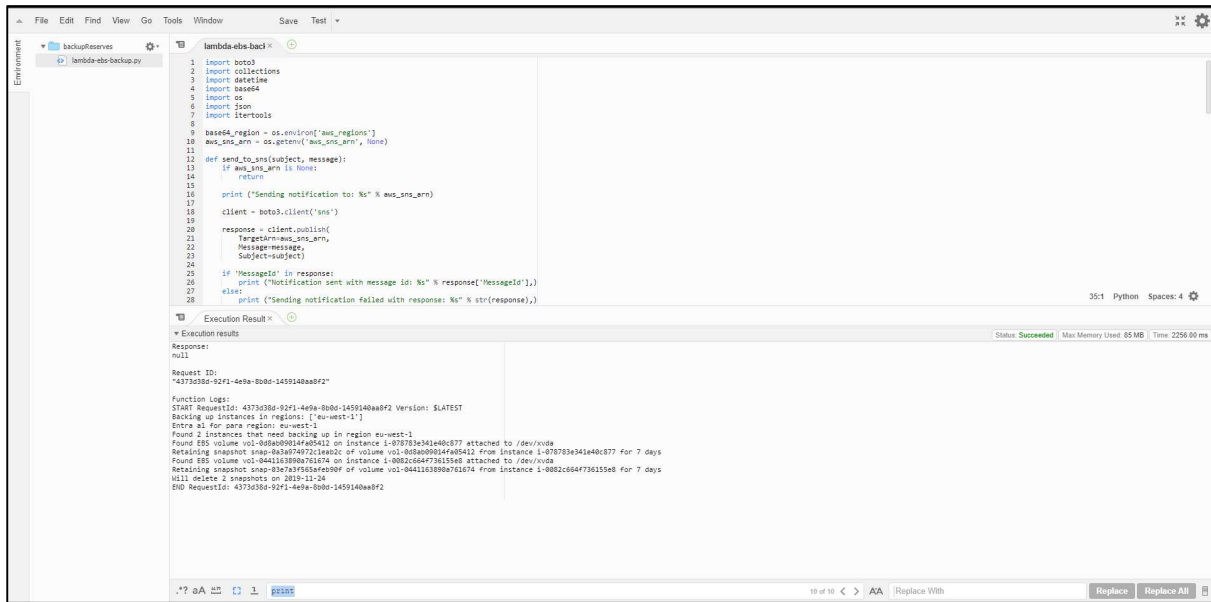 File Edit Find View Go Tools Window Save Test
Environment
backupReserves
lambda-ebs-backup.py
lambda-ebs-bacl
1 import boto3
2 import collections
3 import datetime
4 import base64
5 import os
6 import json
7 import itertools
8
9 base64_region = os.environ['aws_regions']
10 aws_sns_arn = os.getenv('aws_sns_arn', None)
11
12 def send_to_sns(subject, message):
13 if aws_sns_arn is None:
14 return
15
16 print ("Sending notification to: %s" % aws_sns_arn)
17
18 client = boto3.client('sns')
19
20 response = client.publish(
21 TargetArn=aws_sns_arn,
22 Message=message,
23 Subject=subject)
24
25 if 'MessageId' in response:
26 print ("Notification sent with message id: %s" % response['MessageId'],)
27 else:
28 print ("Sending notification failed with response: %s" % str(response),)
35:1 Python Spaces: 4
Execution Result
Execution results
Status: Succeeded Max Memory Used: 85 MB Time: 2256.00 ms
Response:
null
Request ID:
"4373d38d-92f1-4e9a-8b0d-1459140aa8f2"
Function Logs:
START RequestId: 4373d38d-92f1-4e9a-8b0d-1459140aa8f2 Version: $LATEST
Backing up instances in regions: ['eu-west-1']
Entra al for para region: eu-west-1
Found 2 instances that need backing up in region eu-west-1
Found EBS volume vol-0d8ab09014fa05412 on instance i-078783e341e40c877 attached to /dev/xvda
Retaining snapshot snap-0a3a974972c1eab2c of volume vol-0d8ab09014fa05412 from instance i-078783e341e40c877 for 7 days
Found EBS volume vol-0441163890a761674 on instance i-0082c664f736155e8 attached to /dev/xvda
Retaining snapshot snap-03e7a3f565afeb90f of volume vol-0441163890a761674 from instance i-0082c664f736155e8 for 7 days
Will delete 2 snapshots on 2019-11-24
END RequestId: 4373d38d-92f1-4e9a-8b0d-1459140aa8f2
.*? aA print 10 of 10 Replace With Replace Replace All